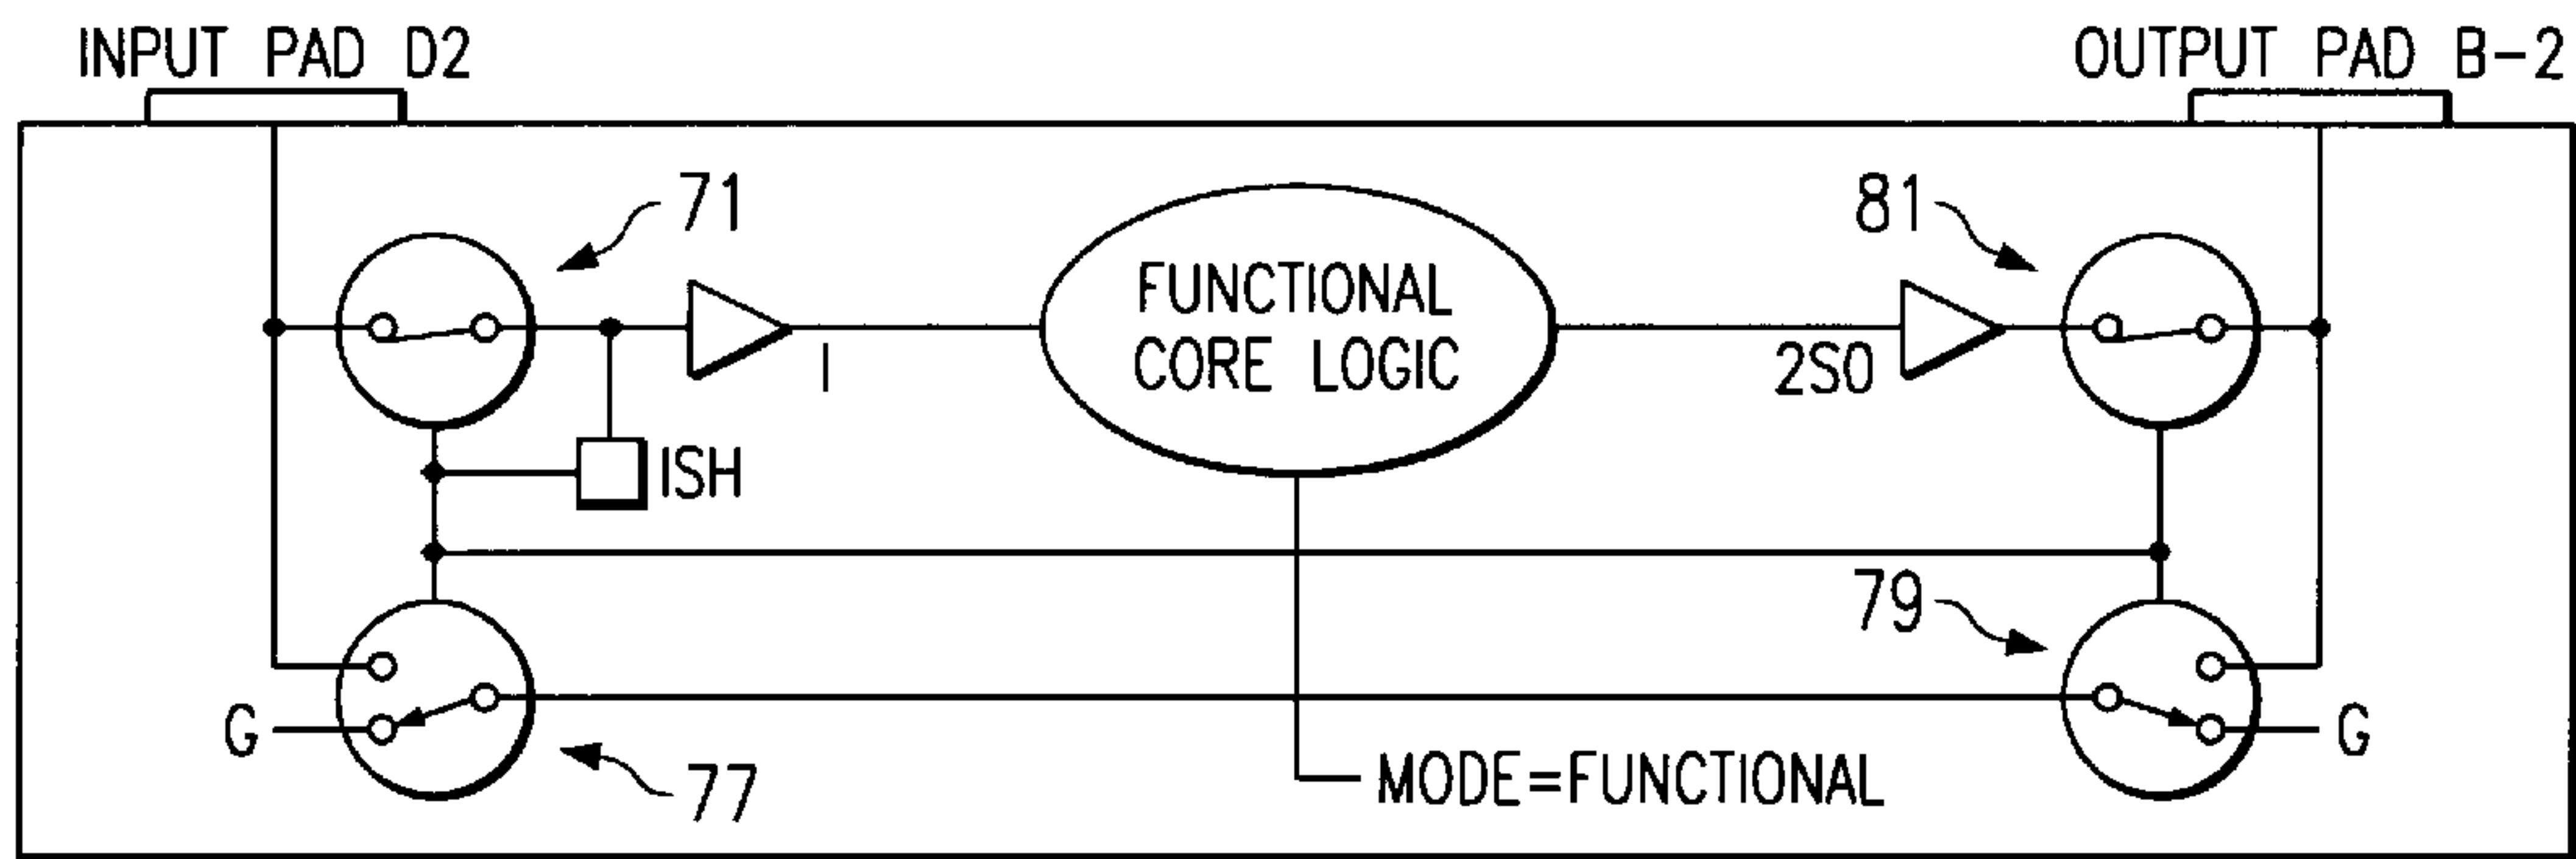 INPUT PAD D2
OUTPUT PAD B-2
71
81
FUNCTIONAL
CORE LOGIC
I
2SO
ISH
79
G
G
MODE=FUNCTIONAL
77